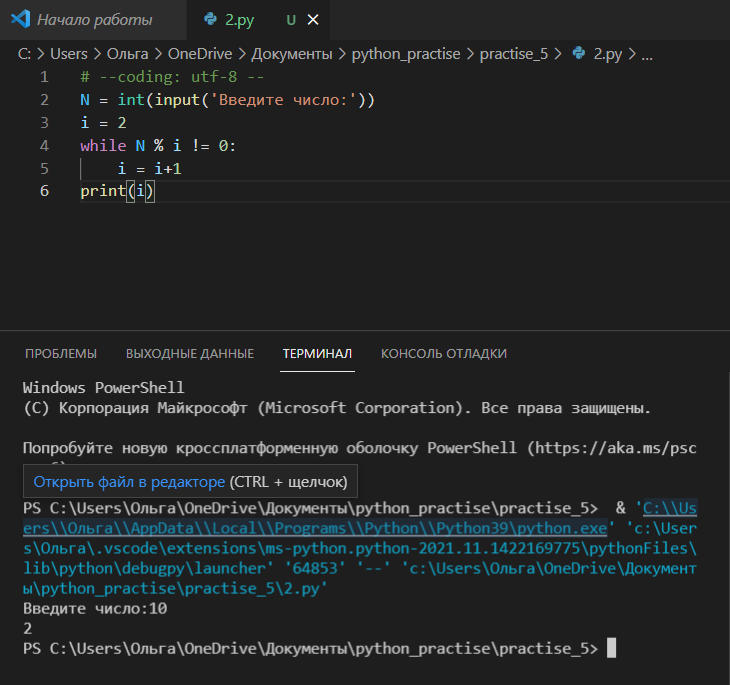 Начало работы 2.py U
C: > Users > Ольга > OneDrive > Документы > python_practise > practise_5 > 2.py > ...
1 # --coding: utf-8 --
2 N = int(input('Введите число:'))
3 i = 2
4 while N % i != 0:
5 i = i+1
6 print(i)
ПРОБЛЕМЫ ВЫХОДНЫЕ ДАННЫЕ ТЕРМИНАЛ КОНСОЛЬ ОТЛАДКИ
Windows PowerShell
(C) Корпорация Майкрософт (Microsoft Corporation). Все права защищены.
Попробуйте новую кроссплатформенную оболочку PowerShell (https://aka.ms/psc
Открыть файл в редакторе (CTRL + щелчок)
PS C:\Users\Ольга\OneDrive\Документы\python_practise\practise_5> & 'C:\\Us
ers\\Ольга\\AppData\\Local\\Programs\\Python\\Python39\python.exe' 'c:\User
s\Ольга\.vscode\extensions\ms-python.python-2021.11.1422169775\pythonFiles\
lib\python\debugpy\launcher' '64853' '--' 'c:\Users\Ольга\OneDrive\Документ
ы\python_practise\practise_5\2.py'
Введите число:10
2
PS C:\Users\Ольга\OneDrive\Документы\python_practise\practise_5>